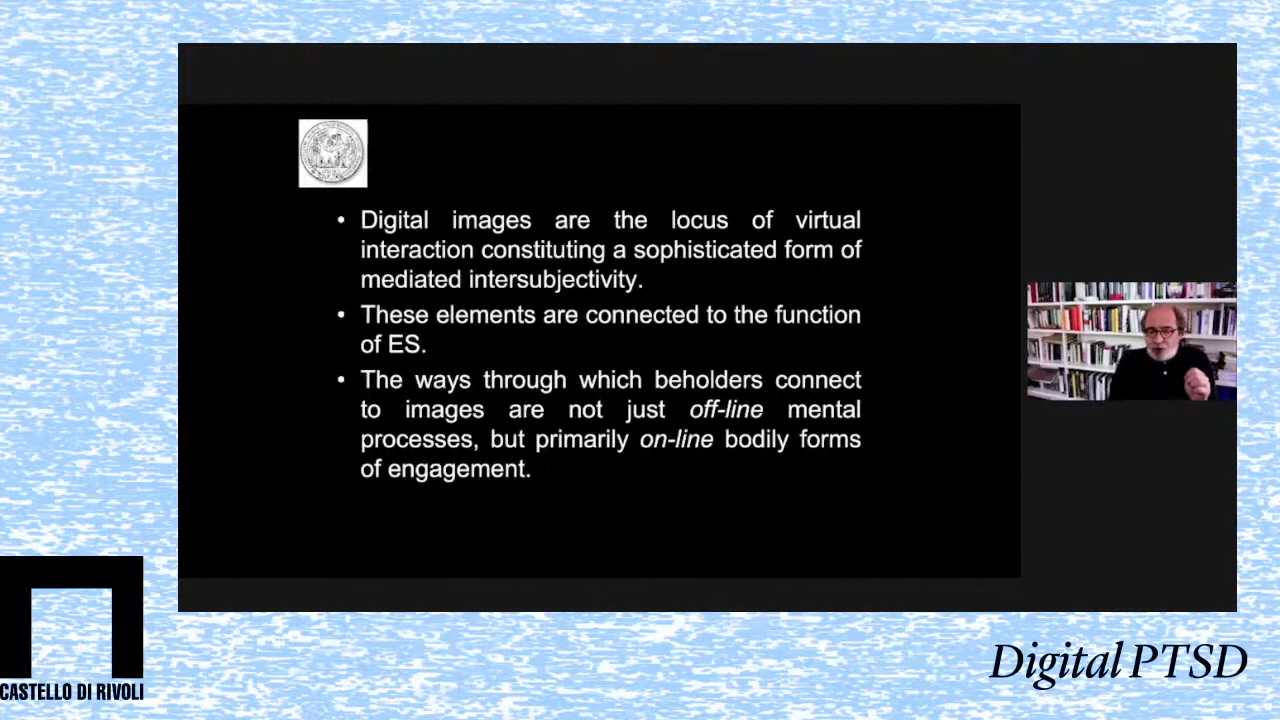 • Digital images are the locus of virtual
interaction constituting a sophisticated form of
mediated intersubjectivity.
• These elements are connected to the function
of ES.
• The ways through which beholders connect
to images are not just off-line mental
processes, but primarily on-line bodily forms
of engagement.
CASTELLO DI RIVOLI
Digital PTSD